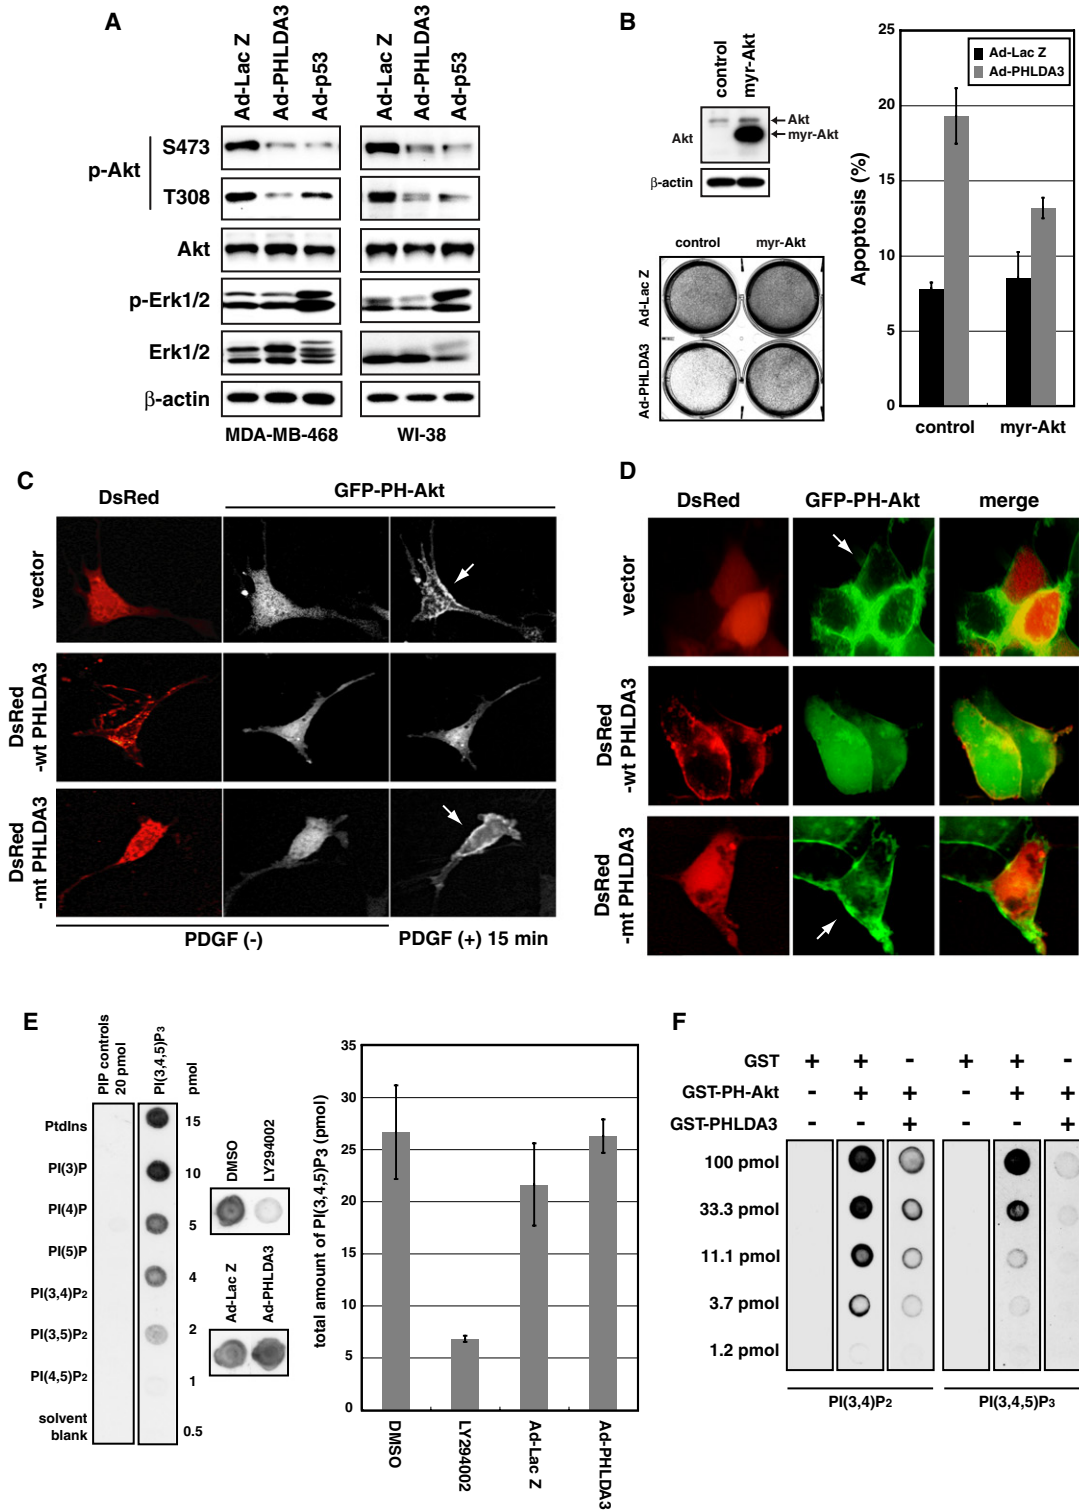 A
Ad-Lac Z
Ad-PHLDA3
Ad-p53
Ad-Lac Z
Ad-PHLDA3
Ad-p53
p-Akt
S473
T308
Akt
p-Erk1/2
Erk1/2
β-actin
MDA-MB-468
WI-38
B
control
myr-Akt
Akt
Akt
myr-Akt
β-actin
control
myr-Akt
Ad-Lac Z
Ad-PHLDA3
Apoptosis (%)
25
20
15
10
5
0
Ad-Lac Z
Ad-PHLDA3
control
myr-Akt
C
DsRed
GFP-PH-Akt
vector
DsRed
-wt PHLDA3
DsRed
-mt PHLDA3
PDGF (-)
PDGF (+) 15 min
D
DsRed
GFP-PH-Akt
merge
vector
DsRed
-wt PHLDA3
DsRed
-mt PHLDA3
E
PIP controls
20 pmol
PI(3,4,5)P3
pmol
PtdIns
PI(3)P
PI(4)P
PI(5)P
PI(3,4)P2
PI(3,5)P2
PI(4,5)P2
solvent
blank
15
10
5
4
2
1
0.5
DMSO
LY294002
Ad-Lac Z
Ad-PHLDA3
total amount of PI(3,4,5)P3 (pmol)
35
30
25
20
15
10
5
0
DMSO
LY294002
Ad-Lac Z
Ad-PHLDA3
F
GST + + - + + -
GST-PH-Akt - + + - + +
GST-PHLDA3 - - + - - +
100 pmol
33.3 pmol
11.1 pmol
3.7 pmol
1.2 pmol
PI(3,4)P2
PI(3,4,5)P3